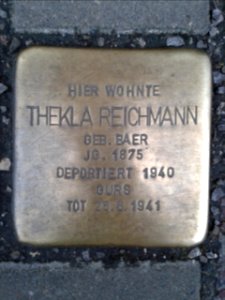 HIER WOHNTE
THEKLA REICHMANN
GEB. BAER
JG. 1875
DEPORTIERT 1940
GURS
TOT